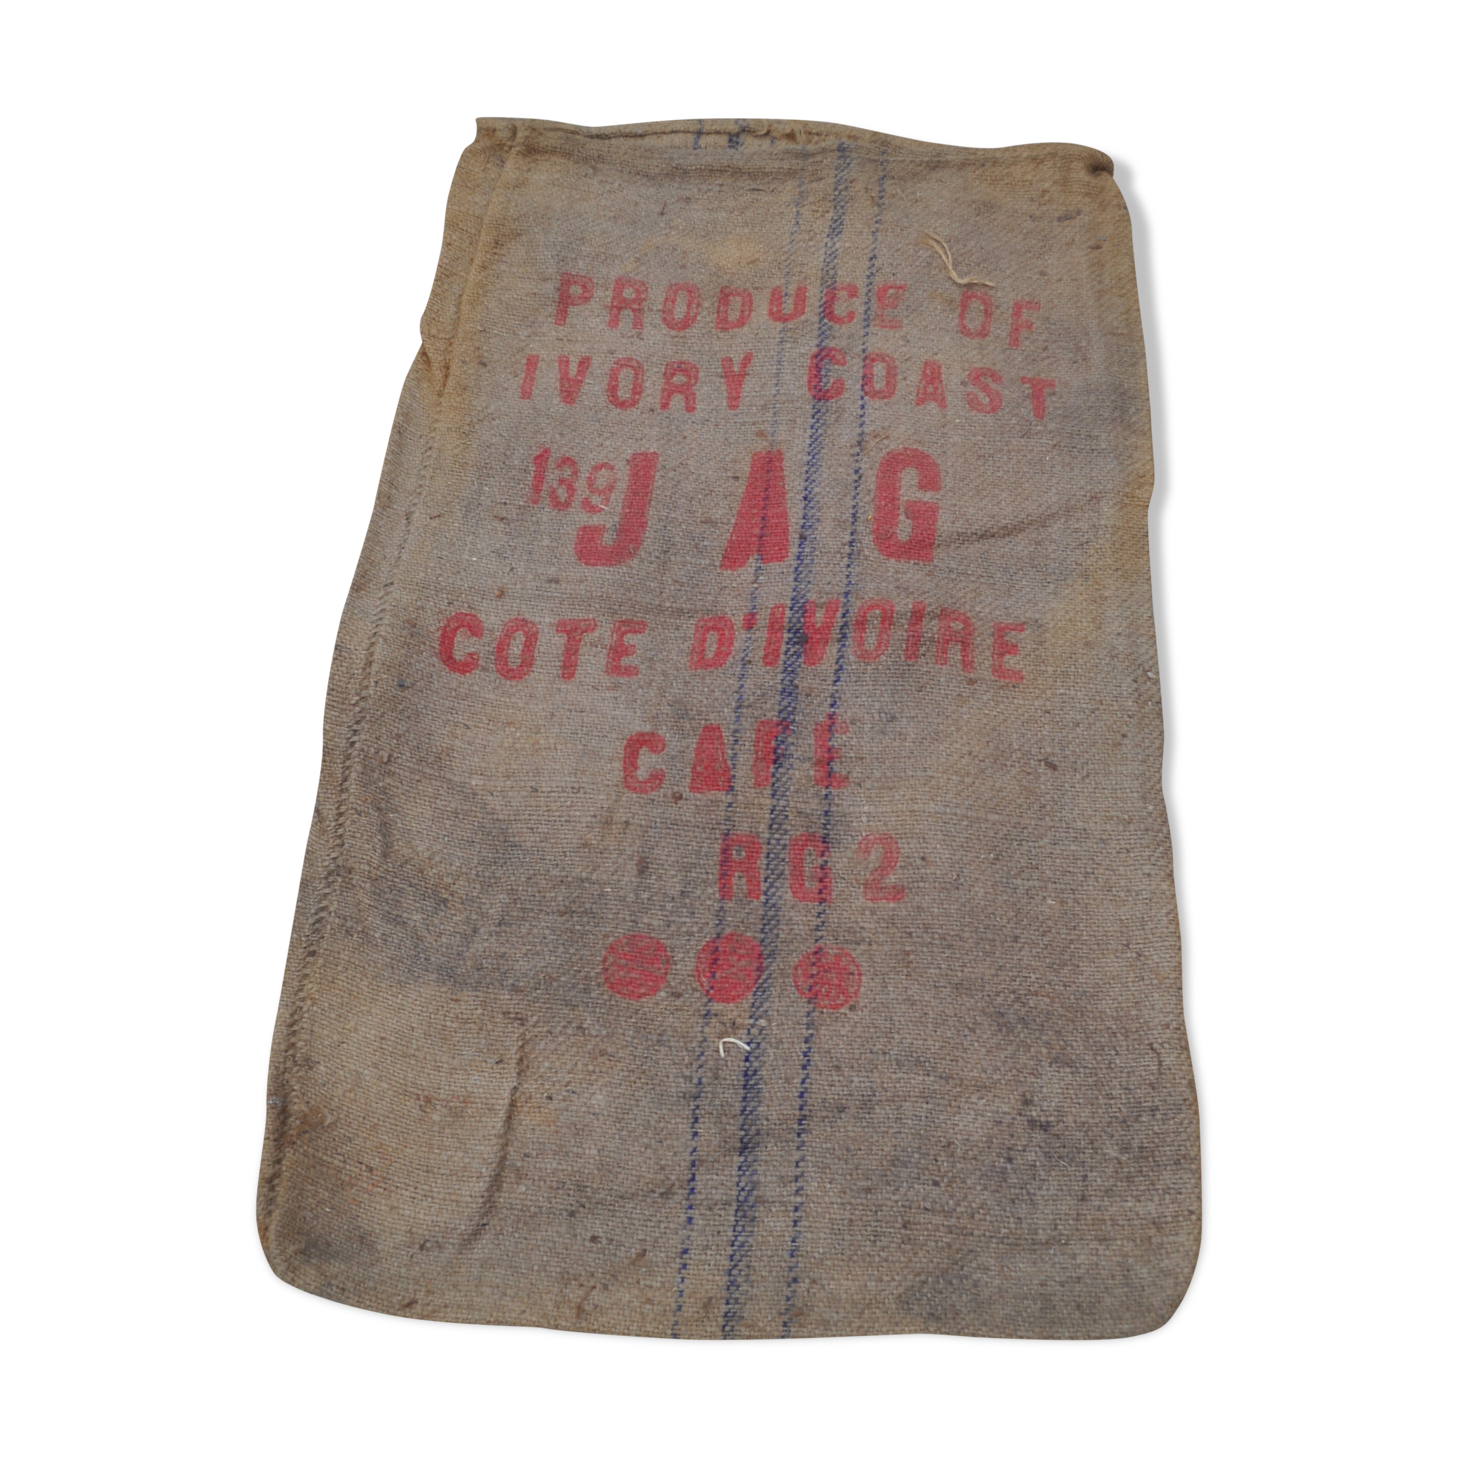 PRODUCE OF
IVORY COAST
139 J A G
COTE D'IVOIRE
CAFE
RG2